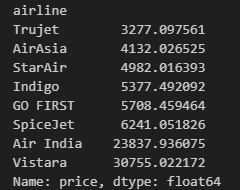 airline
Trujet        3277.097561
AirAsia       4132.026525
StarAir       4982.016393
Indigo        5377.492092
GO FIRST      5708.459464
SpiceJet      6241.051826
Air India    23837.936075
Vistara      30755.022172
Name: price, dtype: float64